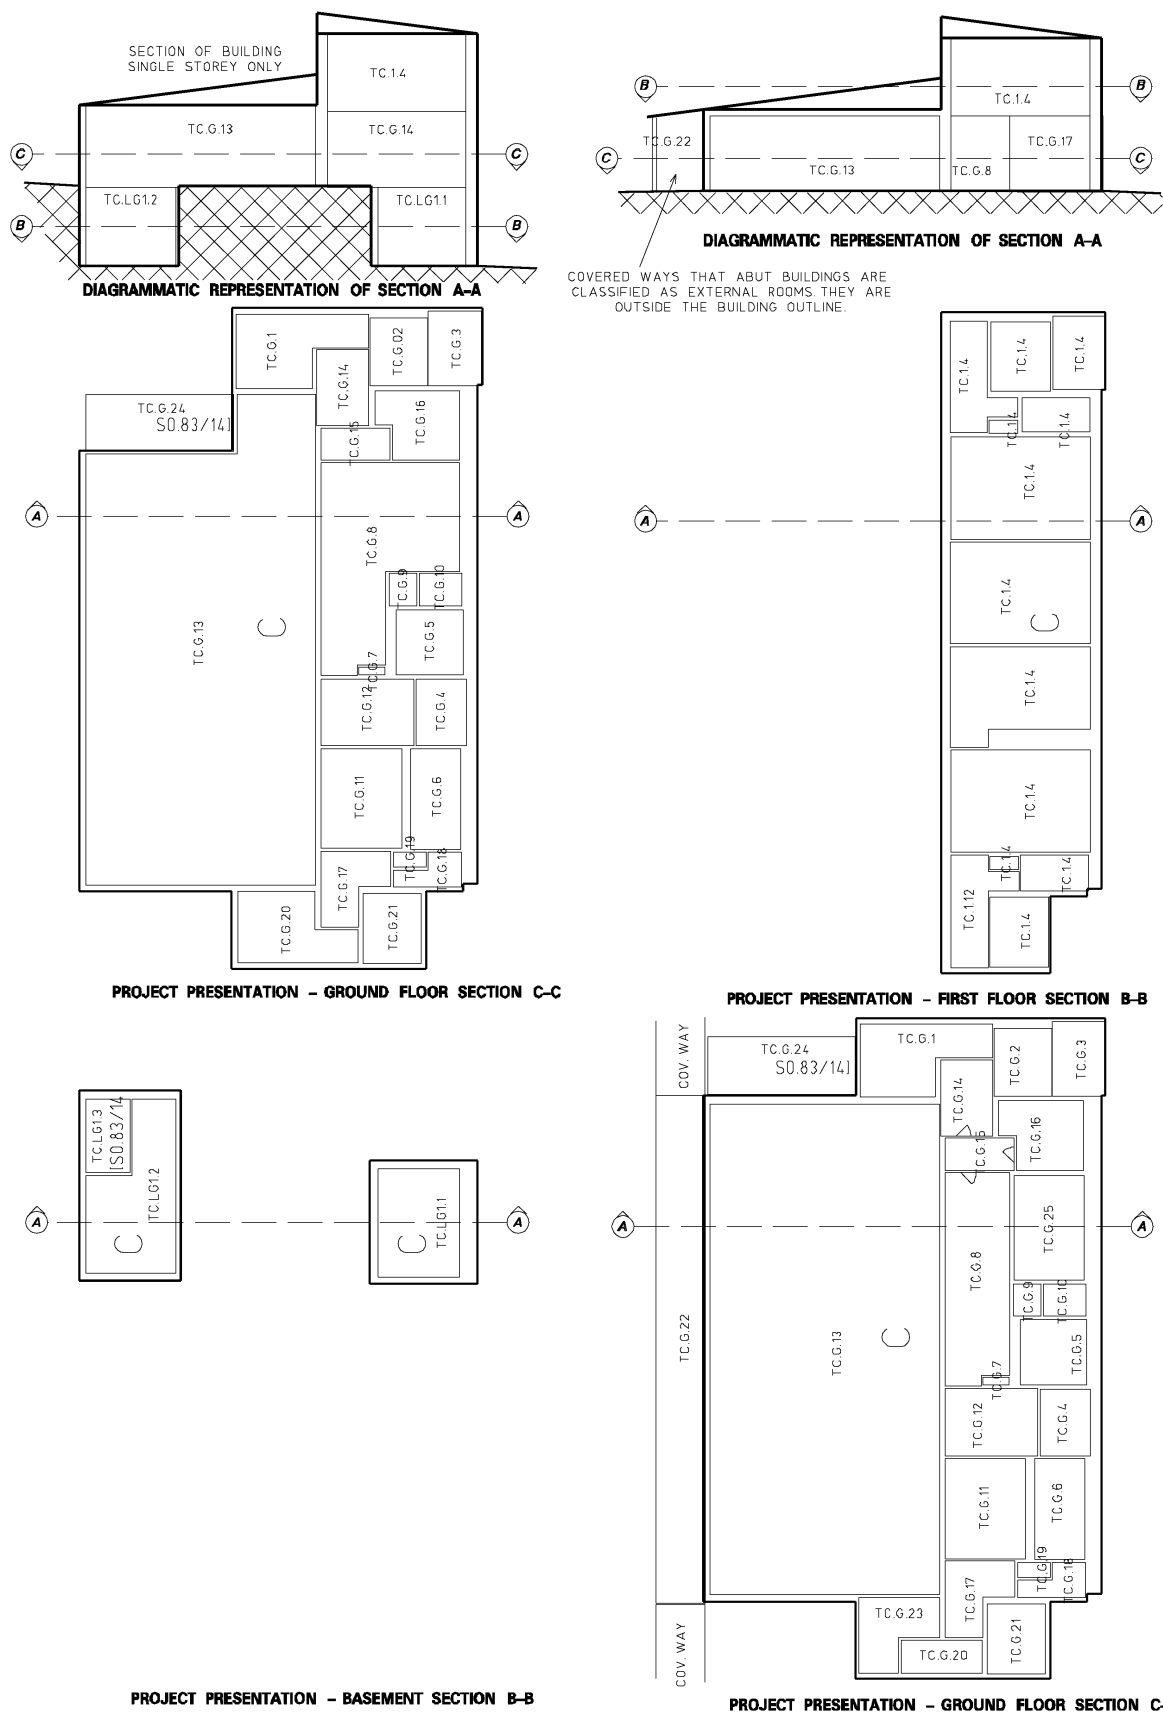 SECTION OF BUILDING
SINGLE STOREY ONLY
TC.1.4
TC.G.13
TC.G.14
C
C
TC.LG1.2
TC.LG1.1
B
B
DIAGRAMMATIC REPRESENTATION OF SECTION A-A
B
B
TC.1.4
TC.G.22
TC.G.17
C
C
TC.G.13
TC.G.8
DIAGRAMMATIC REPRESENTATION OF SECTION A-A
COVERED WAYS THAT ABUT BUILDINGS ARE
CLASSIFIED AS EXTERNAL ROOMS. THEY ARE
OUTSIDE THE BUILDING OUTLINE.
TC.G.1
TC.G.02
TC.G.3
TC.G.14
TC.G.24
SO.83/14]
TC.G.16
TC.G.15
A
A
TC.G.8
TC.G.9
TC.G.10
TC.G.13
C
TC.G.5
TC.G.7
TC.G.12
TC.G.4
TC.G.11
TC.G.6
TC.G.19
TC.G.18
TC.G.17
TC.G.20
TC.G.21
PROJECT PRESENTATION - GROUND FLOOR SECTION C-C
TC.1.4
TC.1.4
TC.1.4
TC.1.4
TC.1.4
TC.1.4
A
A
TC.1.4
C
TC.1.4
TC.1.4
TC.1.4
TC.1.4
TC.1.12
TC.1.4
PROJECT PRESENTATION - FIRST FLOOR SECTION B-B
TC.LG1.3
[SO.83/14
TC.LG1.2
C
TC.LG1.1
C
A
A
PROJECT PRESENTATION - BASEMENT SECTION B-B
COV. WAY
TC.G.24
SO.83/14]
TC.G.1
TC.G.2
TC.G.3
TC.G.14
TC.G.15
TC.G.16
A
A
TC.G.25
TC.G.8
TC.G.9
TC.G.10
TC.G.22
TC.G.13
C
TC.G.5
TC.G.7
TC.G.12
TC.G.4
TC.G.11
TC.G.6
TC.G.19
TC.G.18
TC.G.17
TC.G.23
TC.G.20
TC.G.21
COV. WAY
PROJECT PRESENTATION - GROUND FLOOR SECTION C-